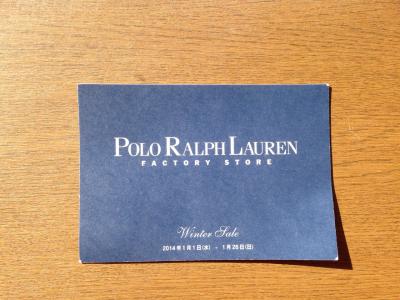 POLO RALPH LAUREN
FACTORY STORE
Winter Sale
2014年1月1日(水) - 1月26日(日)